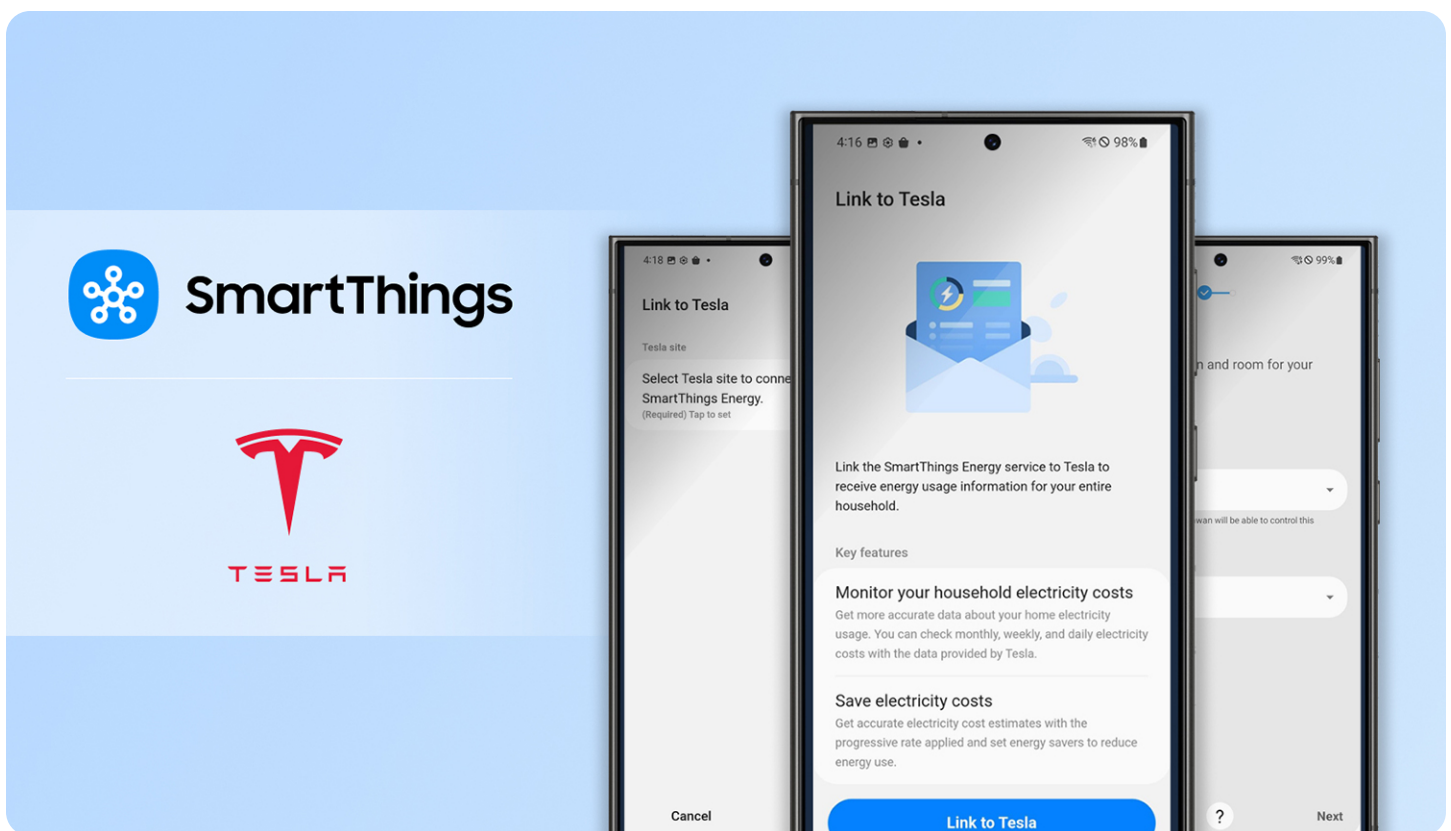 SmartThings
TESLA
4:18
Link to Tesla
Tesla site
Select Tesla site to conne
SmartThings Energy.
(Required) Tap to set
Cancel
4:16
98%
Link to Tesla
Link the SmartThings Energy service to Tesla to
receive energy usage information for your entire
household.
Key features
Monitor your household electricity costs
Get more accurate data about your home electricity
usage. You can check monthly, weekly, and daily electricity
costs with the data provided by Tesla.
Save electricity costs
Get accurate electricity cost estimates with the
progressive rate applied and set energy savers to reduce
energy use.
Link to Tesla
99%
n and room for your
wan will be able to control this
?
Next